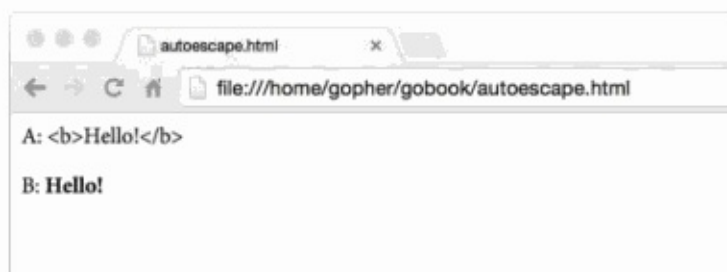 autoescape.html
file:///home/gopher/gobook/autoescape.html
A: <b>Hello!</b>
B: Hello!